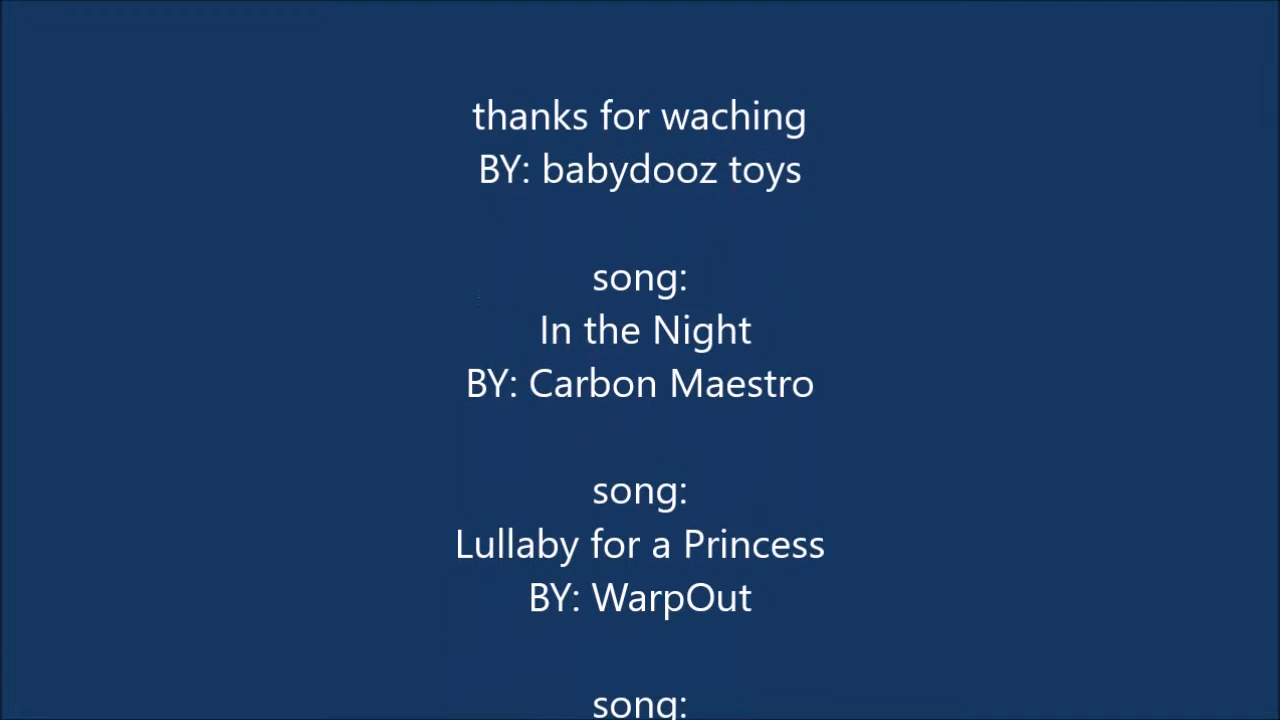 thanks for waching
BY: babydooz toys
song:
In the Night
BY: Carbon Maestro
song:
Lullaby for a Princess
BY: WarpOut
song: